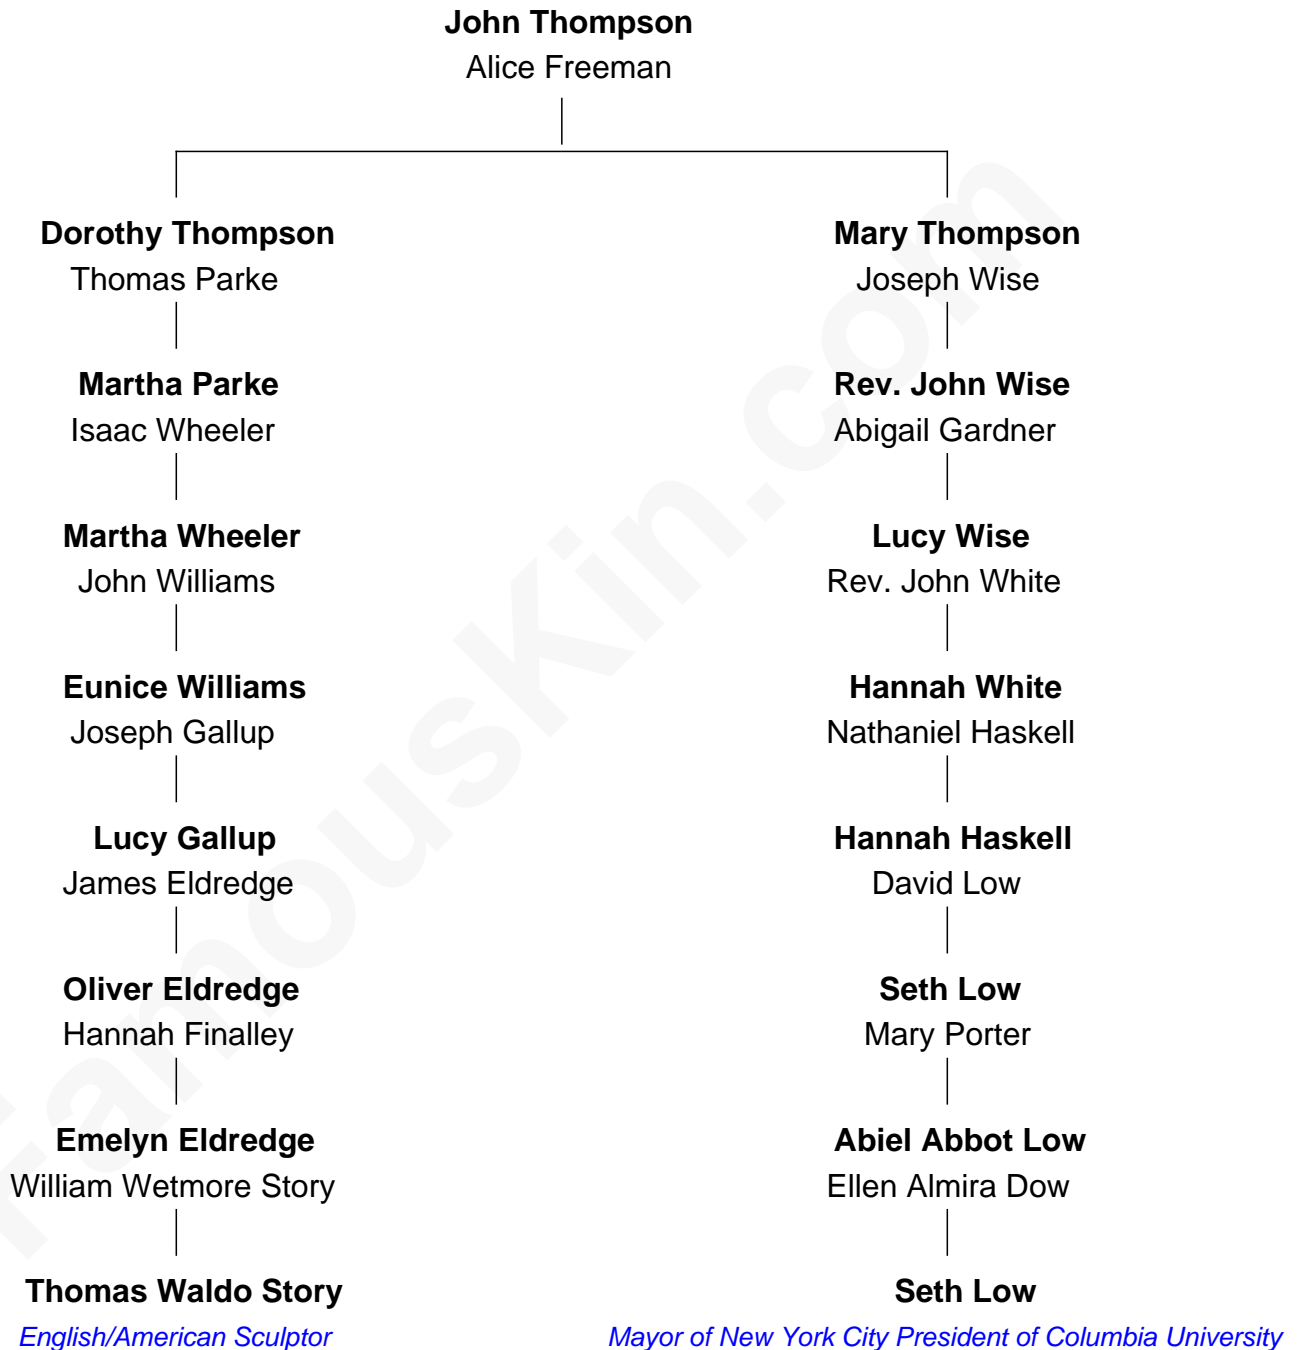 John Thompson
Alice Freeman
Dorothy Thompson
Thomas Parke
Mary Thompson
Joseph Wise
Martha Parke
Isaac Wheeler
Rev. John Wise
Abigail Gardner
Martha Wheeler
John Williams
Lucy Wise
Rev. John White
Eunice Williams
Joseph Gallup
Hannah White
Nathaniel Haskell
Lucy Gallup
James Eldredge
Hannah Haskell
David Low
Oliver Eldredge
Hannah Finalley
Seth Low
Mary Porter
Emelyn Eldredge
William Wetmore Story
Abiel Abbot Low
Ellen Almira Dow
Thomas Waldo Story
English/American Sculptor
Seth Low
Mayor of New York City President of Columbia University
FamousKin.com